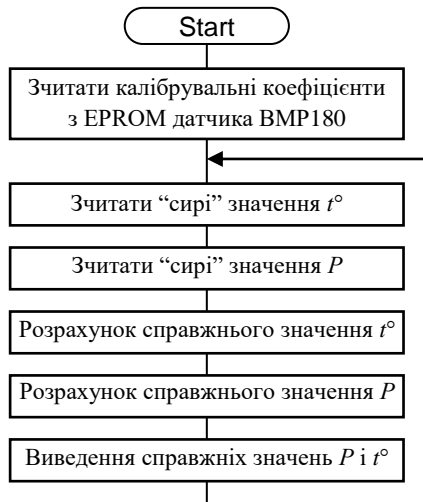 Start
Зчитати калібрувальні коефіцієнти
з EPROM датчика BMP180
Зчитати “сирі” значення t°
Зчитати “сирі” значення P
Розрахунок справжнього значення t°
Розрахунок справжнього значення P
Виведення справжніх значень P і t°